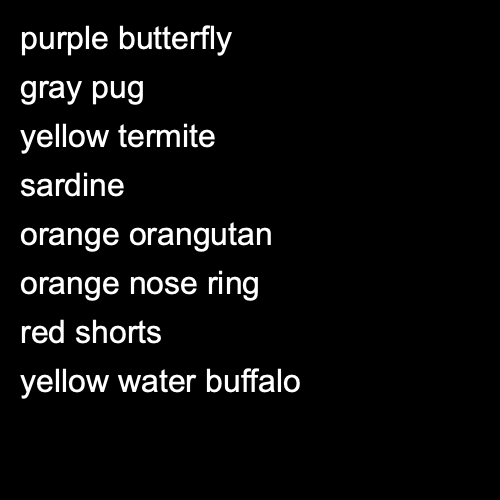 purple butterfly
gray pug
yellow termite
sardine
orange orangutan
orange nose ring
red shorts
yellow water buffalo